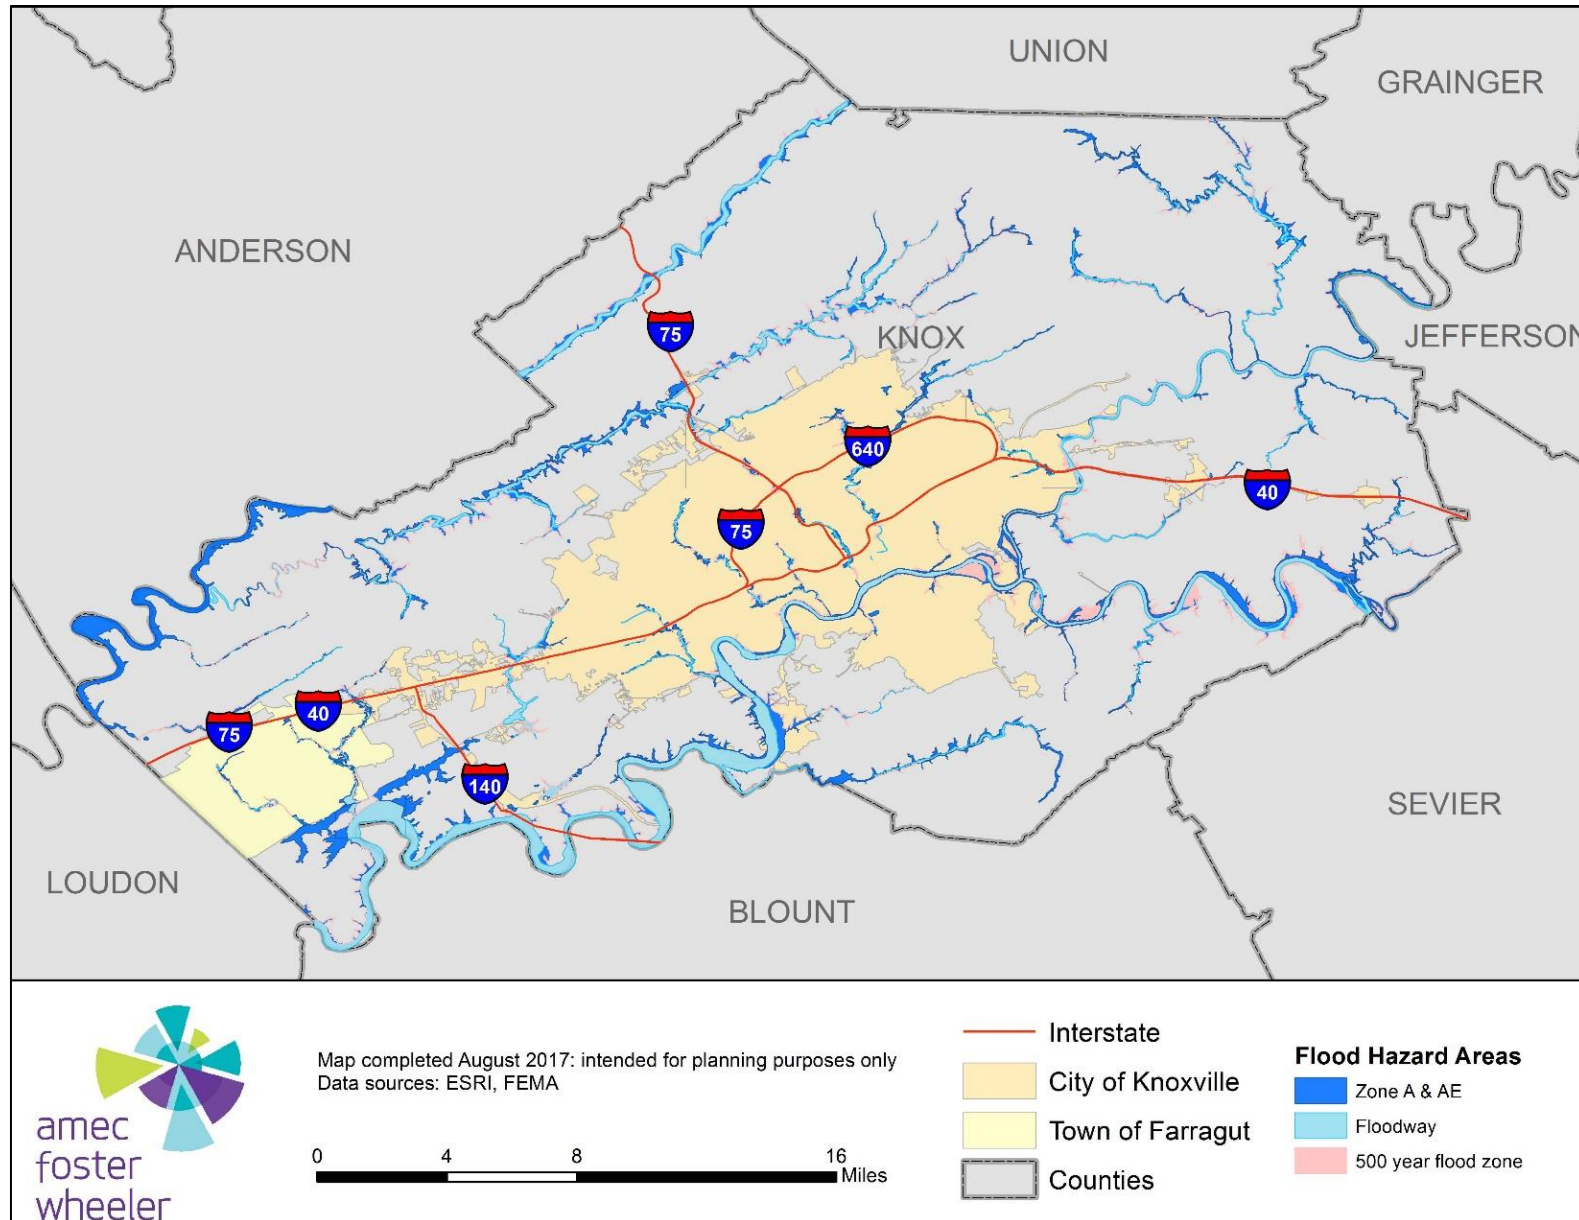 UNION
GRAINGER
ANDERSON
75
KNOX
JEFFERSON
640
40
75
40
75
140
SEVIER
LOUDON
BLOUNT
amec
foster
wheeler
Map completed August 2017: intended for planning purposes only
Data sources: ESRI, FEMA
0 4 8 16
Miles
Interstate
City of Knoxville
Town of Farragut
Counties
Flood Hazard Areas
Zone A & AE
Floodway
500 year flood zone